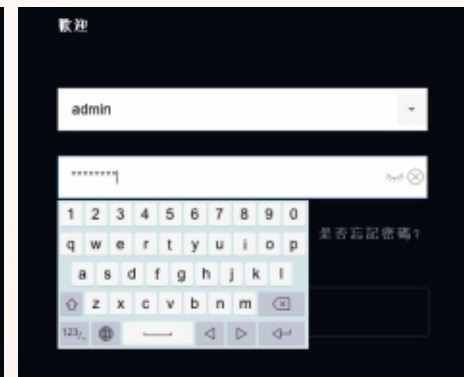 歡迎
admin
********
是否忘記密碼?
1 2 3 4 5 6 7 8 9 0
q w e r t y u i o p
a s d f g h j k l
z x c v b n m
123/_